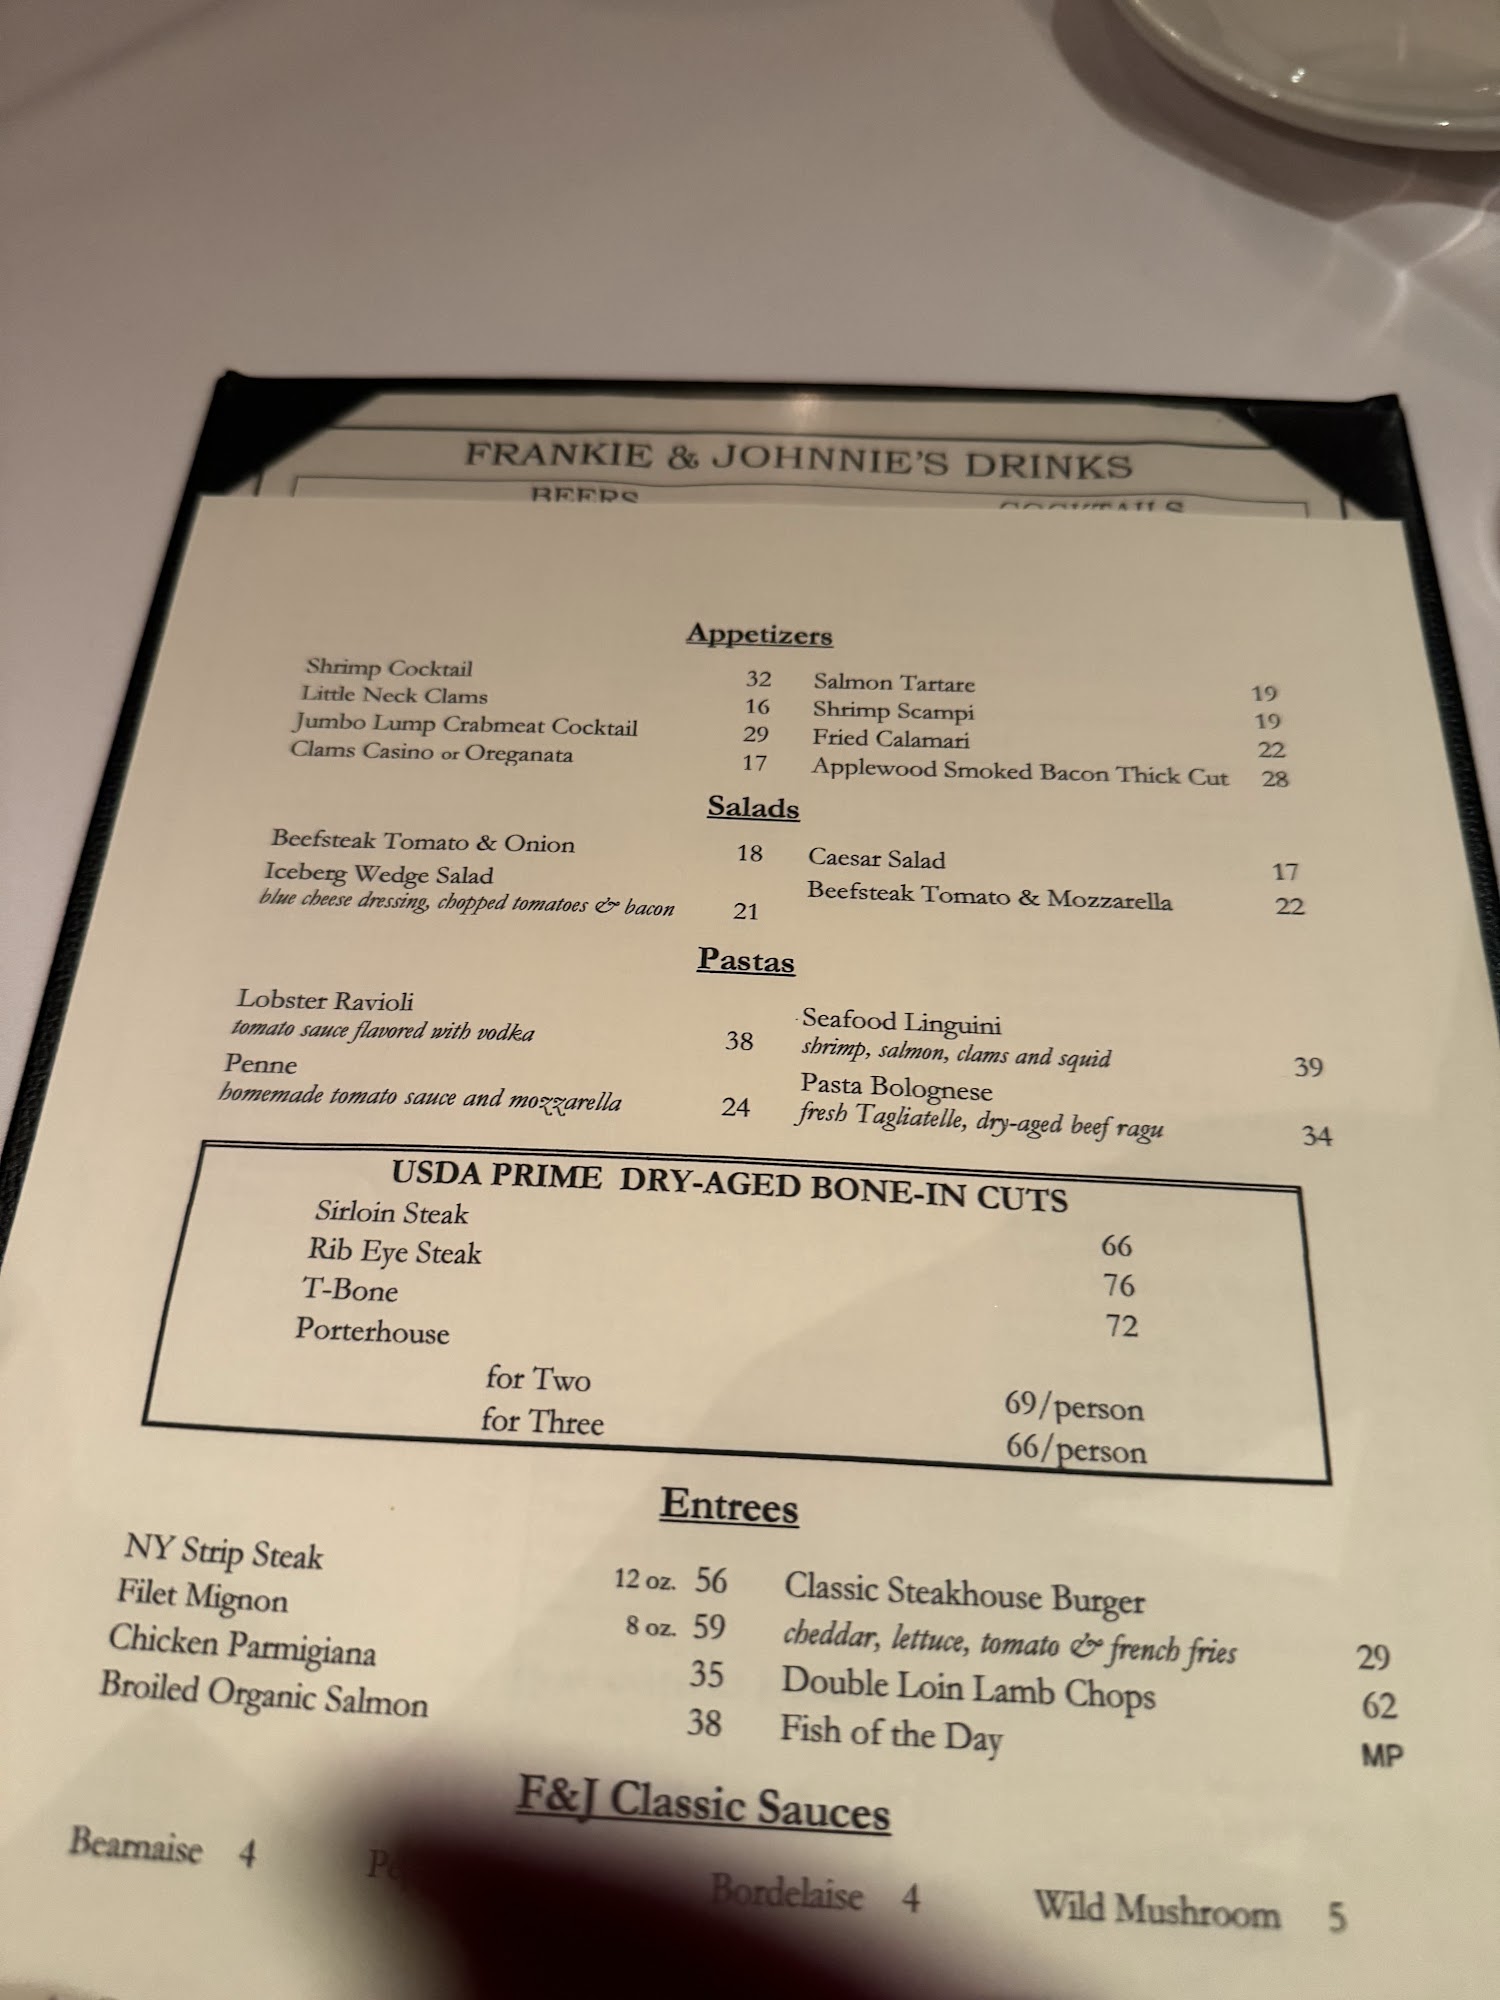 FRANKIE & JOHNNIE'S DRINKS
BEERS COCKTAILS
Appetizers
Shrimp Cocktail 32 Salmon Tartare 19
Little Neck Clams 16 Shrimp Scampi 19
Jumbo Lump Crabmeat Cocktail 29 Fried Calamari 22
Clams Casino or Oreganata 17 Applewood Smoked Bacon Thick Cut 28
Salads
Beefsteak Tomato & Onion 18 Caesar Salad 17
Iceberg Wedge Salad Beefsteak Tomato & Mozzarella 22
blue cheese dressing, chopped tomatoes & bacon 21
Pastas
Lobster Ravioli Seafood Linguini
tomato sauce flavored with vodka 38 shrimp, salmon, clams and squid 39
Penne Pasta Bolognese
homemade tomato sauce and mozzarella 24 fresh Tagliatelle, dry-aged beef ragu 34
USDA PRIME DRY-AGED BONE-IN CUTS
Sirloin Steak 66
Rib Eye Steak 76
T-Bone 72
Porterhouse
for Two 69/person
for Three 66/person
Entrees
NY Strip Steak 12 oz. 56 Classic Steakhouse Burger
Filet Mignon 8 oz. 59 cheddar, lettuce, tomato & french fries 29
Chicken Parmigiana 35 Double Loin Lamb Chops 62
Broiled Organic Salmon 38 Fish of the Day MP
F&J Classic Sauces
Bearnaise 4 Bordelaise 4 Wild Mushroom 5